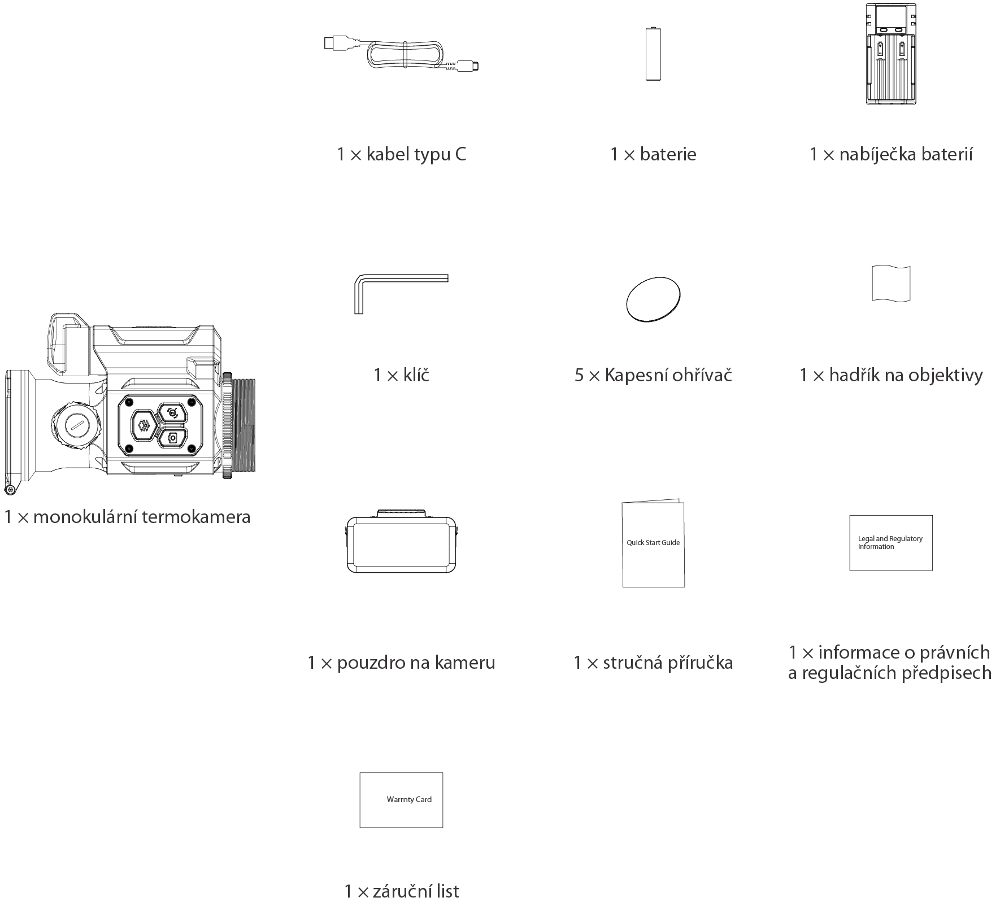 1 × kabel typu C
1 × baterie
1 × nabíječka baterií
1 × klíč
5 × Kapesní ohřívač
1 × hadřík na objektivy
1 × monokulární termokamera
Quick Start Guide
Legal and Regulatory
Information
1 × pouzdro na kameru
1 × stručná příručka
1 × informace o právních
a regulačních předpisech
Warrnty Card
1 × záruční list